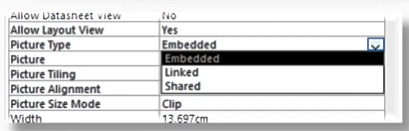 Allow Datasheet View No
Allow Layout View Yes
Picture Type Embedded
Picture Embedded
Picture Tiling Linked
Picture Alignment Shared
Picture Size Mode Clip
Width 13.697cm